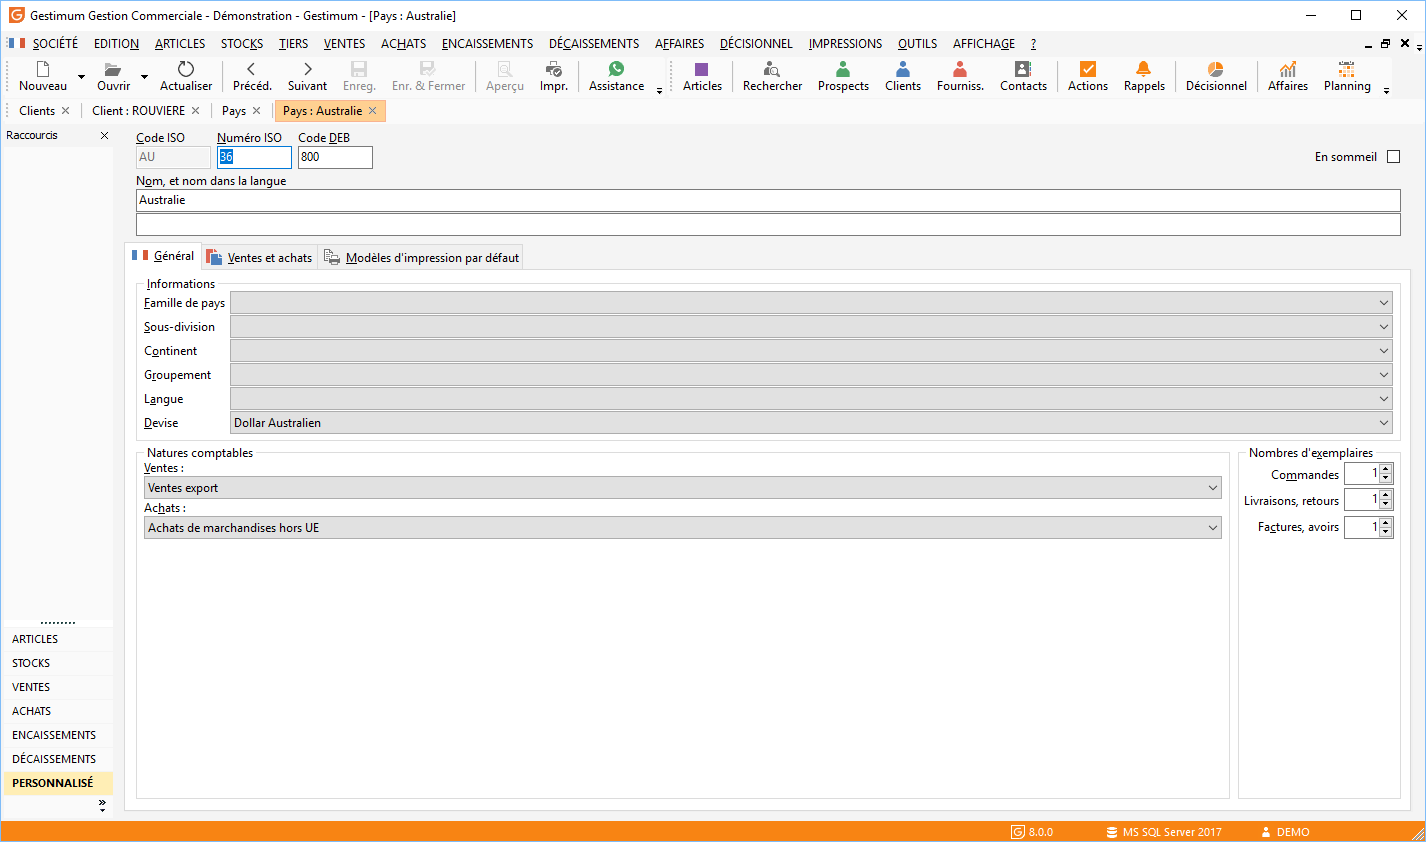 Gestimum Gestion Commerciale - Démonstration - Gestimum - [Pays : Australie]
SOCIÉTÉ EDITION ARTICLES STOCKS TIERS VENTES ACHATS ENCAISSEMENTS DÉCAISSEMENTS AFFAIRES DÉCISIONNEL IMPRESSIONS OUTILS AFFICHAGE ?
Nouveau Ouvrir Actualiser Précéd. Suivant Enreg. Enr. & Fermer Aperçu Impr. Assistance Articles Rechercher Prospects Clients Fourniss. Contacts Actions Rappels Décisionnel Affaires Planning
Clients Client : ROUVIERE Pays Pays : Australie
Raccourcis
Code ISO Numéro ISO Code DEB
AU 36 800 En sommeil
Nom, et nom dans la langue
Australie
Général Ventes et achats Modèles d'impression par défaut
Informations
Famille de pays
Sous-division
Continent
Groupement
Langue
Devise Dollar Australien
Natures comptables
Ventes :
Ventes export
Achats :
Achats de marchandises hors UE
Nombres d'exemplaires
Commandes 1
Livraisons, retours 1
Factures, avoirs 1
ARTICLES
STOCKS
VENTES
ACHATS
ENCAISSEMENTS
DÉCAISSEMENTS
PERSONNALISÉ
8.0.0 MS SQL Server 2017 DEMO